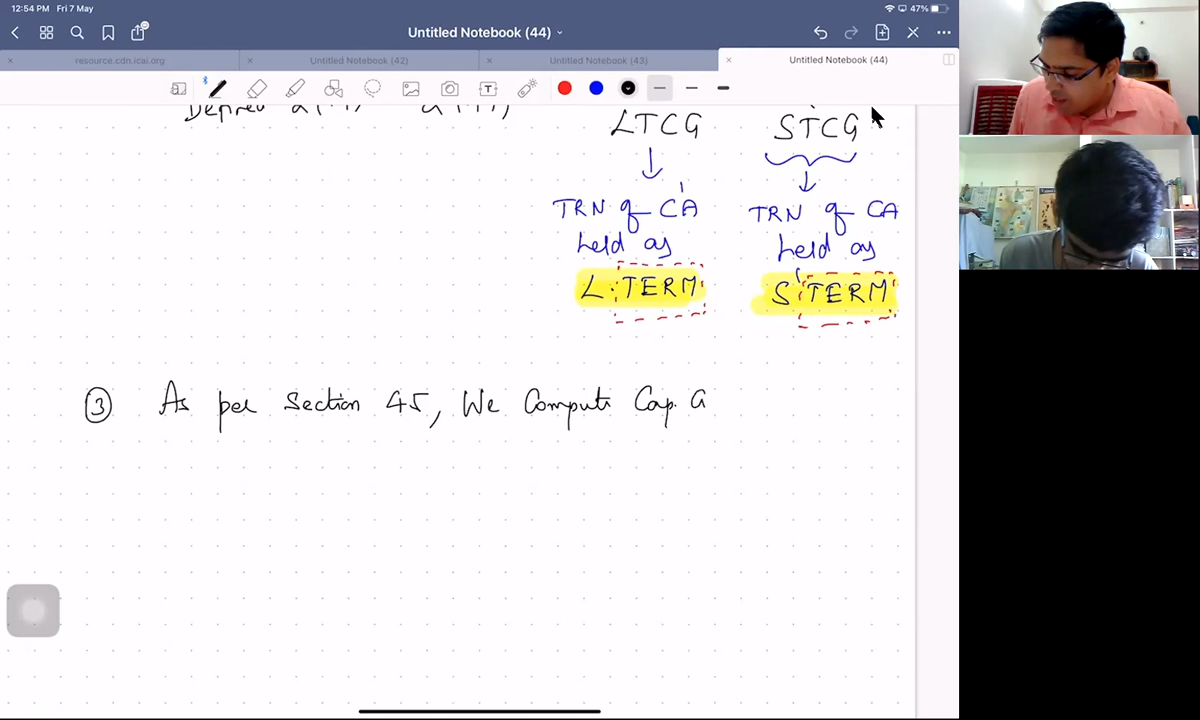 12:54 PM Fri 7 May
47%
Untitled Notebook (44)
resource.cdn.icai.org
Untitled Notebook (42)
Untitled Notebook (43)
Untitled Notebook (44)
LTCG STCG
TRN of CA TRN of CA
held as held as
L.TERM S TERM
③ As per Section 45, We Compute Cap. G